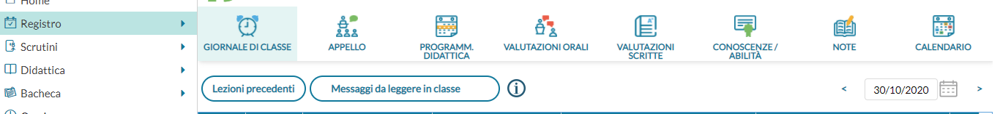 Home
Registro
Scrutini
Didattica
Bacheca
GIORNALE DI CLASSE
APPELLO
PROGRAMM.
DIDATTICA
VALUTAZIONI ORALI
VALUTAZIONI
SCRITTE
CONOSCENZE /
ABILITÀ
NOTE
CALENDARIO
Lezioni precedenti
Messaggi da leggere in classe
< 30/10/2020 >